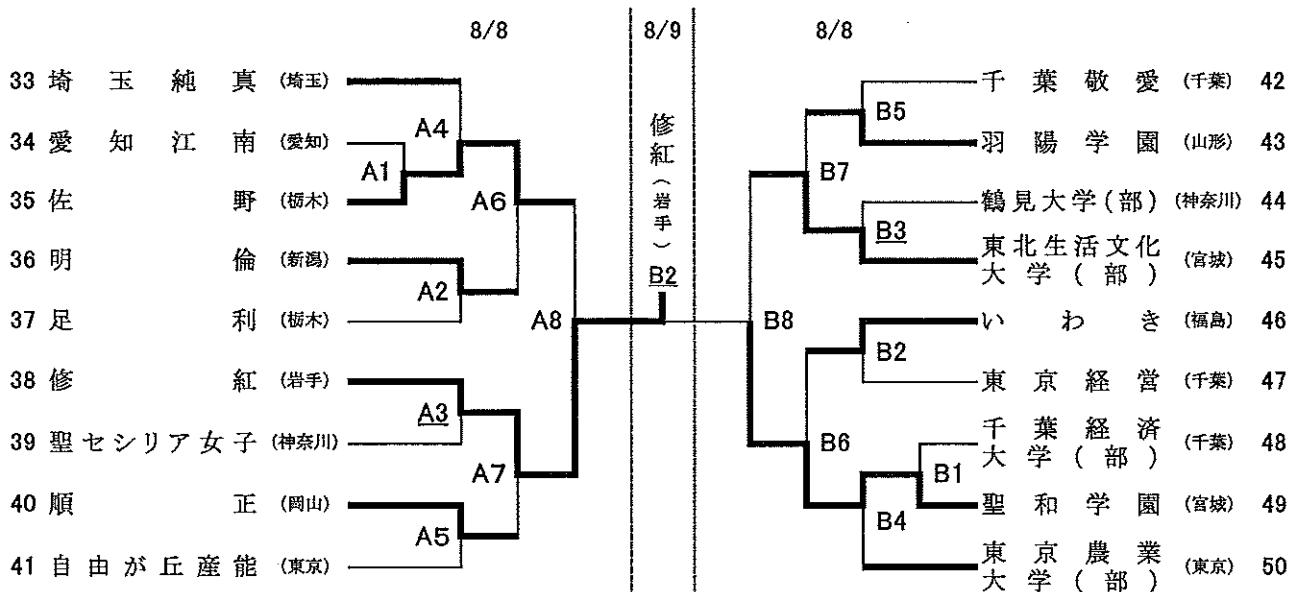 8/8
8/9
8/8
33 埼玉純真 (埼玉)
34 愛知江南 (愛知)
35 佐野 (栃木)
36 明倫 (新潟)
37 足利 (栃木)
38 修紅 (岩手)
39 聖セシリア女子 (神奈川)
40 順正 (岡山)
41 自由が丘産能 (東京)
A4
A1
A6
A2
A8
A3
A7
A5
修紅(岩手)
B2
B5
B7
B3
B8
B2
B6
B1
B4
千葉敬愛 (千葉) 42
羽陽学園 (山形) 43
鶴見大学(部) (神奈川) 44
東北生活文化
大学(部) (宮城) 45
いわき (福島) 46
東京経営 (千葉) 47
千葉経済
大学(部) (千葉) 48
聖和学園 (宮城) 49
東京農業
大学(部) (東京) 50